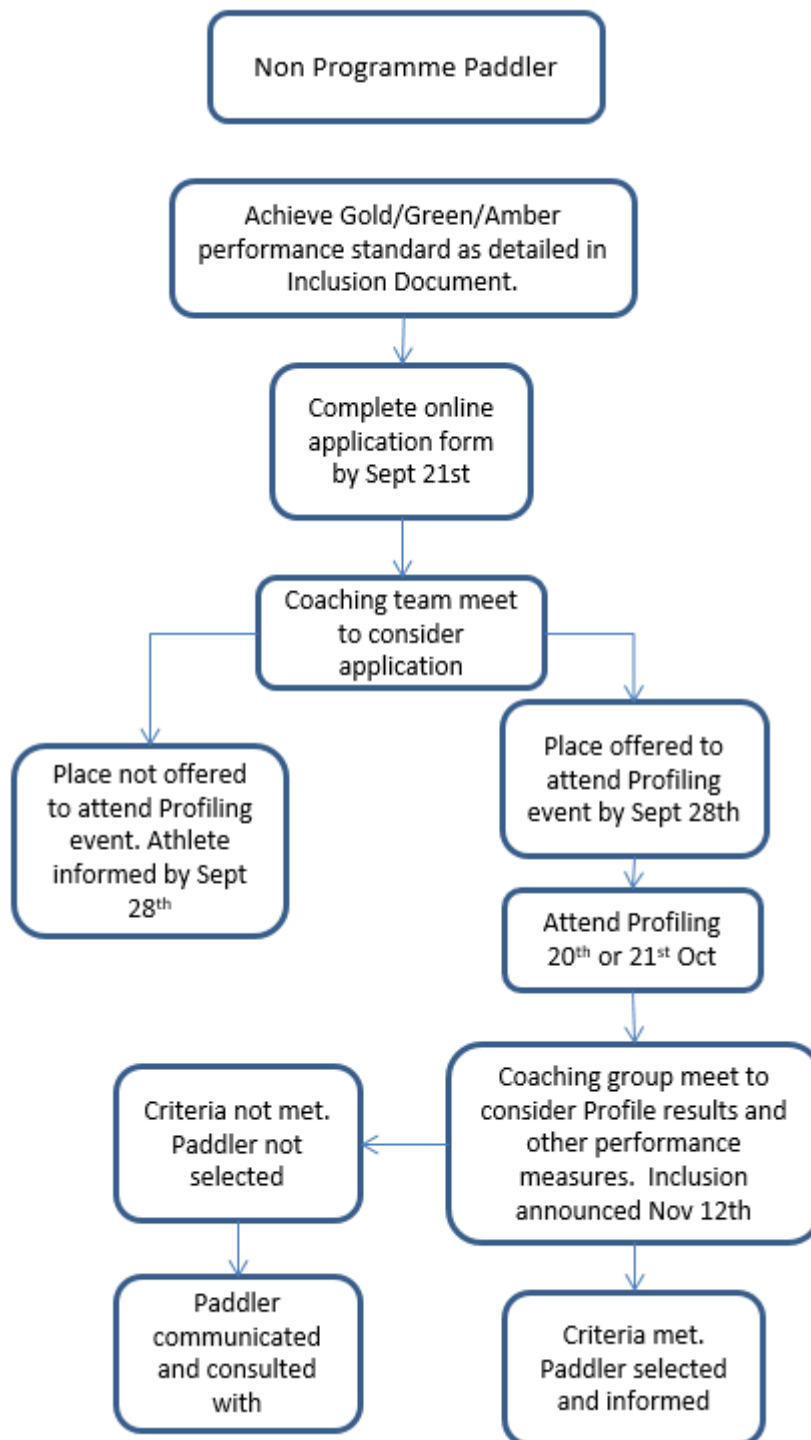 Non Programme Paddler
Achieve Gold/Green/Amber
performance standard as detailed in
Inclusion Document.
Complete online
application form
by Sept 21st
Coaching team meet
to consider
application
Place not offered
to attend Profiling
event. Athlete
informed by Sept
28th
Place offered to
attend Profiling
event by Sept 28th
Attend Profiling
20th or 21st Oct
Coaching group meet to
consider Profile results and
other performance
measures.  Inclusion
announced Nov 12th
Criteria not met.
Paddler not
selected
Paddler
communicated
and consulted
with
Criteria met.
Paddler selected
and informed